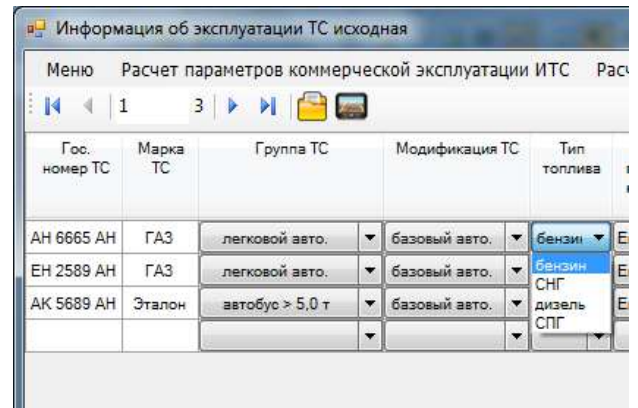 Информация об эксплуатации ТС исходная
Меню Расчет параметров коммерческой эксплуатации ИТС
1 3
Гос. номер ТС Марка ТС Группа ТС Модификация ТС Тип топлива
АН 6665 АН ГАЗ легковой авто. базовый авто. бензин
ЕН 2589 АН ГАЗ легковой авто. базовый авто. бензин
СНГ
АК 5689 АН Эталон автобус > 5,0 т базовый авто. дизель
СПГ